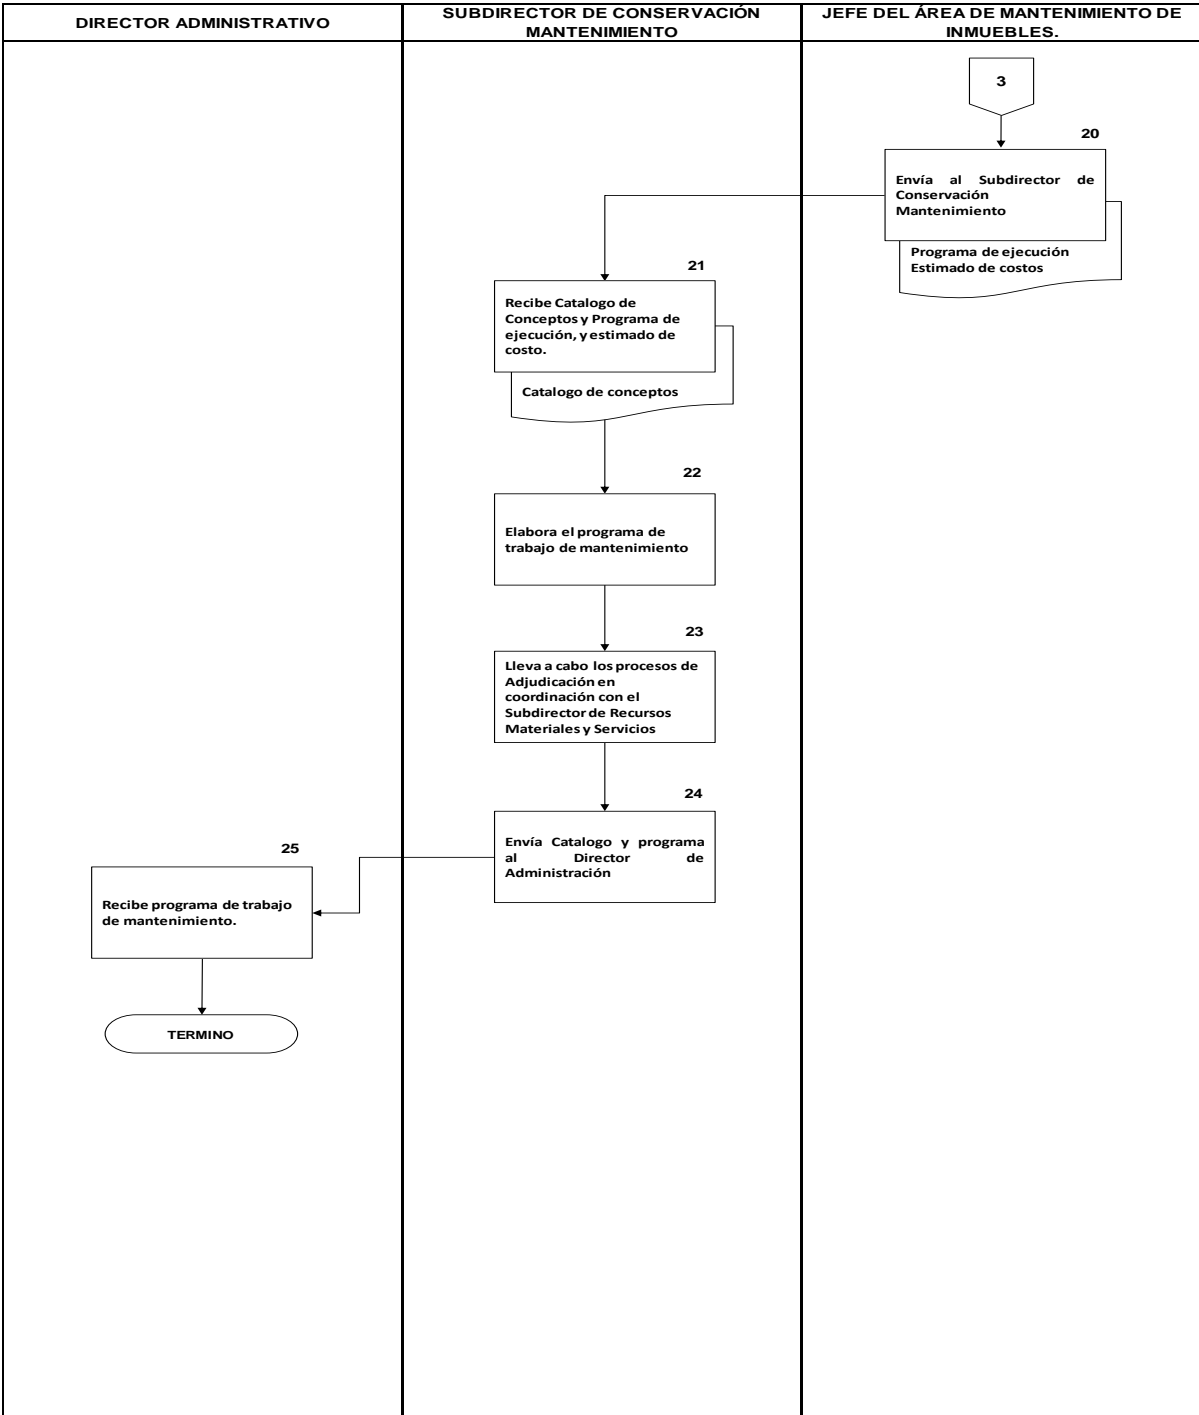 DIRECTOR ADMINISTRATIVO
SUBDIRECTOR DE CONSERVACIÓN
MANTENIMIENTO
JEFE DEL ÁREA DE MANTENIMIENTO DE
INMUEBLES.
3
20
Envía al Subdirector de
Conservación
Mantenimiento
Programa de ejecución
Estimado de costos
21
Recibe Catalogo de
Conceptos y Programa de
ejecución, y estimado de
costo.
Catalogo de conceptos
22
Elabora el programa de
trabajo de mantenimiento
23
Lleva a cabo los procesos de
Adjudicación en
coordinación con el
Subdirector de Recursos
Materiales y Servicios
24
Envía Catalogo y programa
al Director de
Administración
25
Recibe programa de trabajo
de mantenimiento.
TERMINO